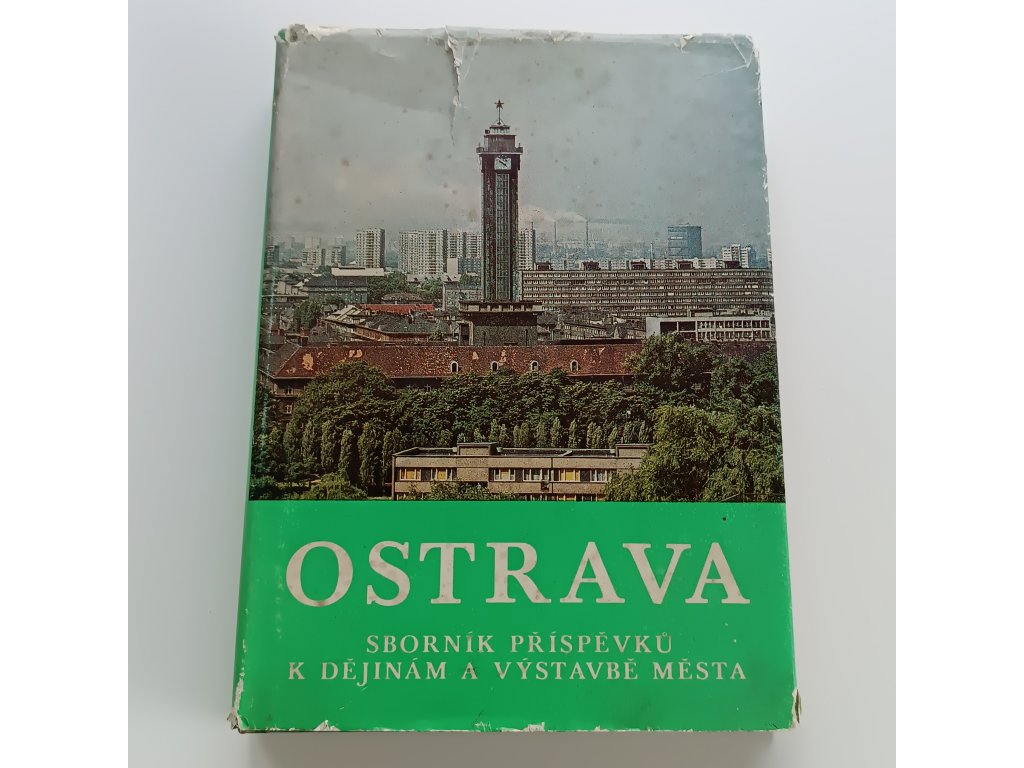 OSTRAVA
SBORNÍK PŘÍSPĚVKŮ
K DĚJINÁM A VÝSTAVBĚ MĚSTA